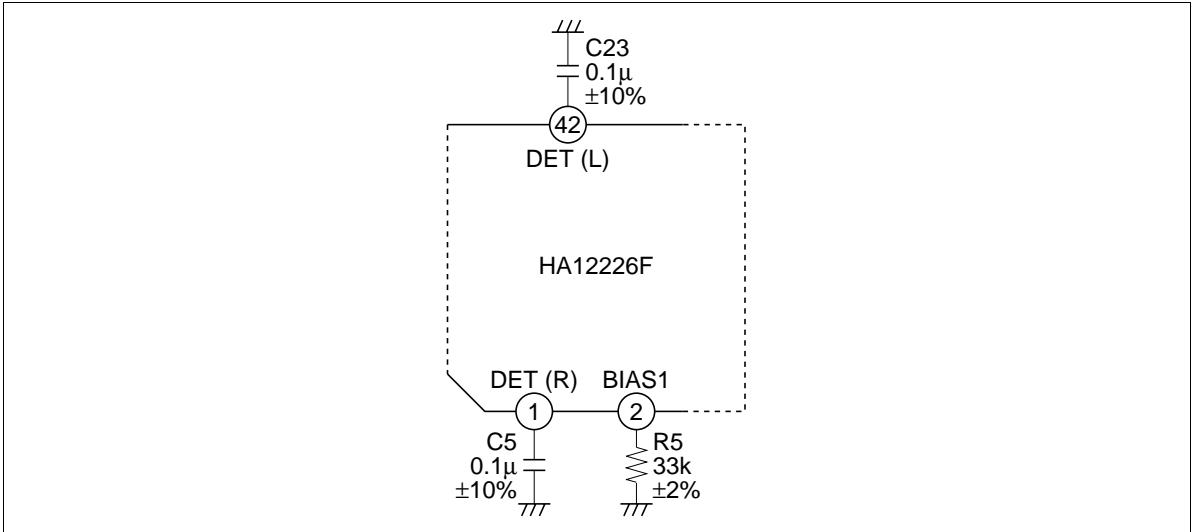 C23
0.1μ
±10%
42
DET (L)
HA12226F
DET (R) BIAS1
1 2
C5
0.1μ
±10%
R5
33k
±2%